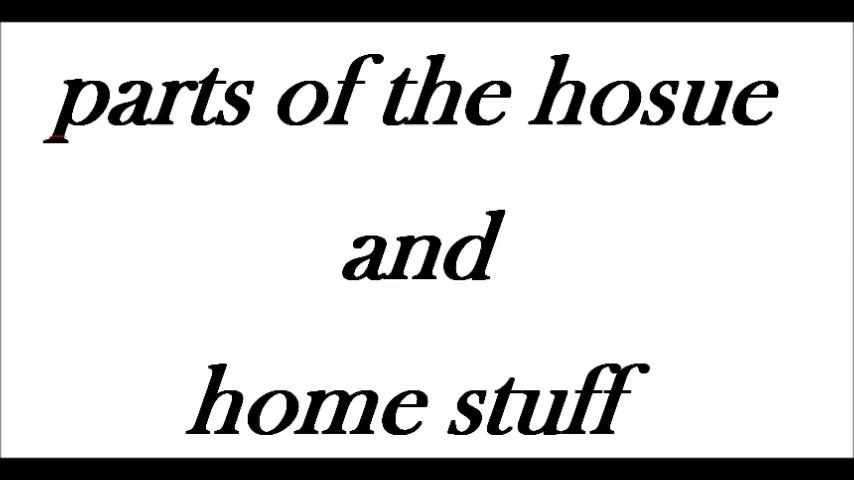 parts of the hosue
and
home stuff